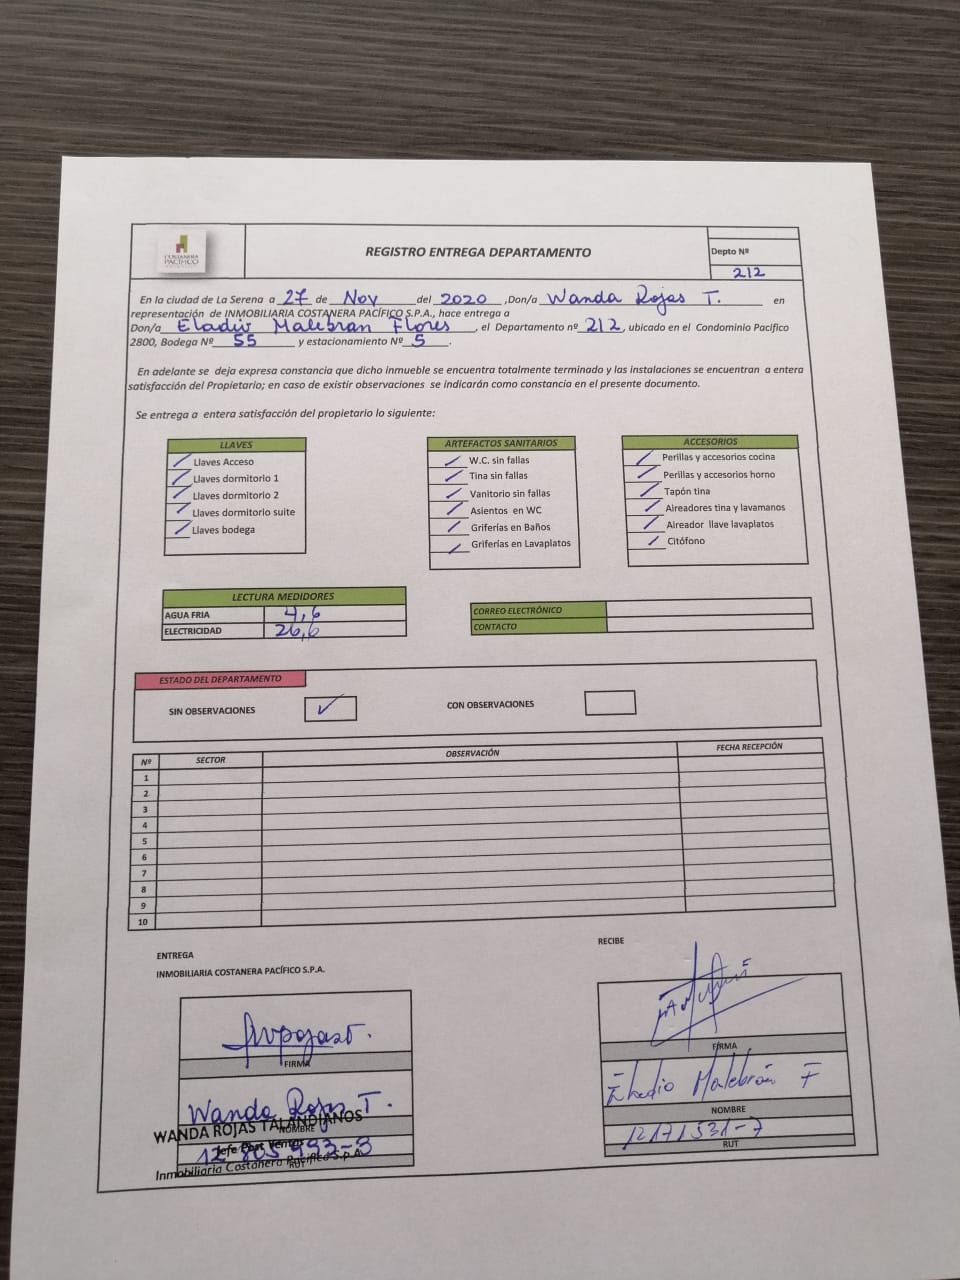 COSTANERA
PACIFICO
REGISTRO ENTREGA DEPARTAMENTO
Depto Nº
212
En la ciudad de La Serena a 27 de Nov del 2020 ,Don/a Wanda Rojas T. en
representación de INMOBILIARIA COSTANERA PACÍFICO S.P.A., hace entrega a
Don/a Eladio Malebran Flores, el Departamento nº 212, ubicado en el Condominio Pacifico
2800, Bodega Nº 55 y estacionamiento Nº 5.
En adelante se deja expresa constancia que dicho inmueble se encuentra totalmente terminado y las instalaciones se encuentran a entera
satisfacción del Propietario; en caso de existir observaciones se indicarán como constancia en el presente documento.
Se entrega a entera satisfacción del propietario lo siguiente:
LLAVES
Llaves Acceso
Llaves dormitorio 1
Llaves dormitorio 2
Llaves dormitorio suite
Llaves bodega
ARTEFACTOS SANITARIOS
W.C. sin fallas
Tina sin fallas
Vanitorio sin fallas
Asientos en WC
Griferías en Baños
Griferías en Lavaplatos
ACCESORIOS
Perillas y accesorios cocina
Perillas y accesorios horno
Tapón tina
Aireadores tina y lavamanos
Aireador llave lavaplatos
Citófono
LECTURA MEDIDORES
AGUA FRIA 4,6
ELECTRICIDAD 26,6
CORREO ELECTRÓNICO
CONTACTO
ESTADO DEL DEPARTAMENTO
SIN OBSERVACIONES ✓ CON OBSERVACIONES
Nº SECTOR OBSERVACIÓN FECHA RECEPCIÓN
1
2
3
4
5
6
7
8
9
10
ENTREGA
INMOBILIARIA COSTANERA PACÍFICO S.P.A.
FIRMA
Wanda Rojas T.
NOMBRE
WANDA ROJAS TALANDIANOS
Jefe Post Ventas
12 805 993-3
Inmobiliaria Costanera Pacifico S.p.A.
RUT
RECIBE
FIRMA
Eladio Malebrán F
NOMBRE
12171531-7
RUT